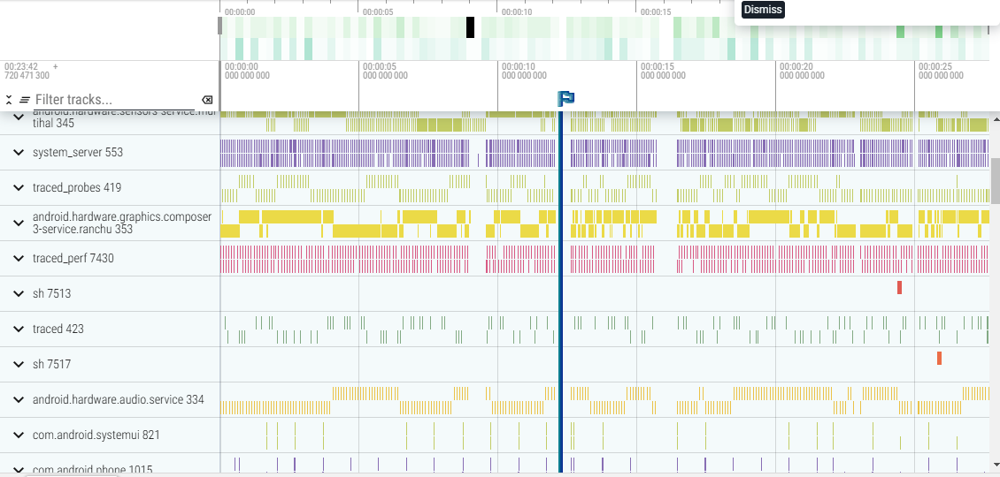 Dismiss
00:00:00 00:00:05 00:00:10 00:00:15
00:23:42 +
720 471 300
00:00:00 00:00:05 00:00:10 00:00:15 00:00:20 00:00:25
000 000 000 000 000 000 000 000 000 000 000 000 000 000 000 000 000 000
Filter tracks...
android.hardware.sensors-service.mul
tihal 345
system_server 553
traced_probes 419
android.hardware.graphics.composer
3-service.ranchu 353
traced_perf 7430
sh 7513
traced 423
sh 7517
android.hardware.audio.service 334
com.android.systemui 821
com.android.phone 1015